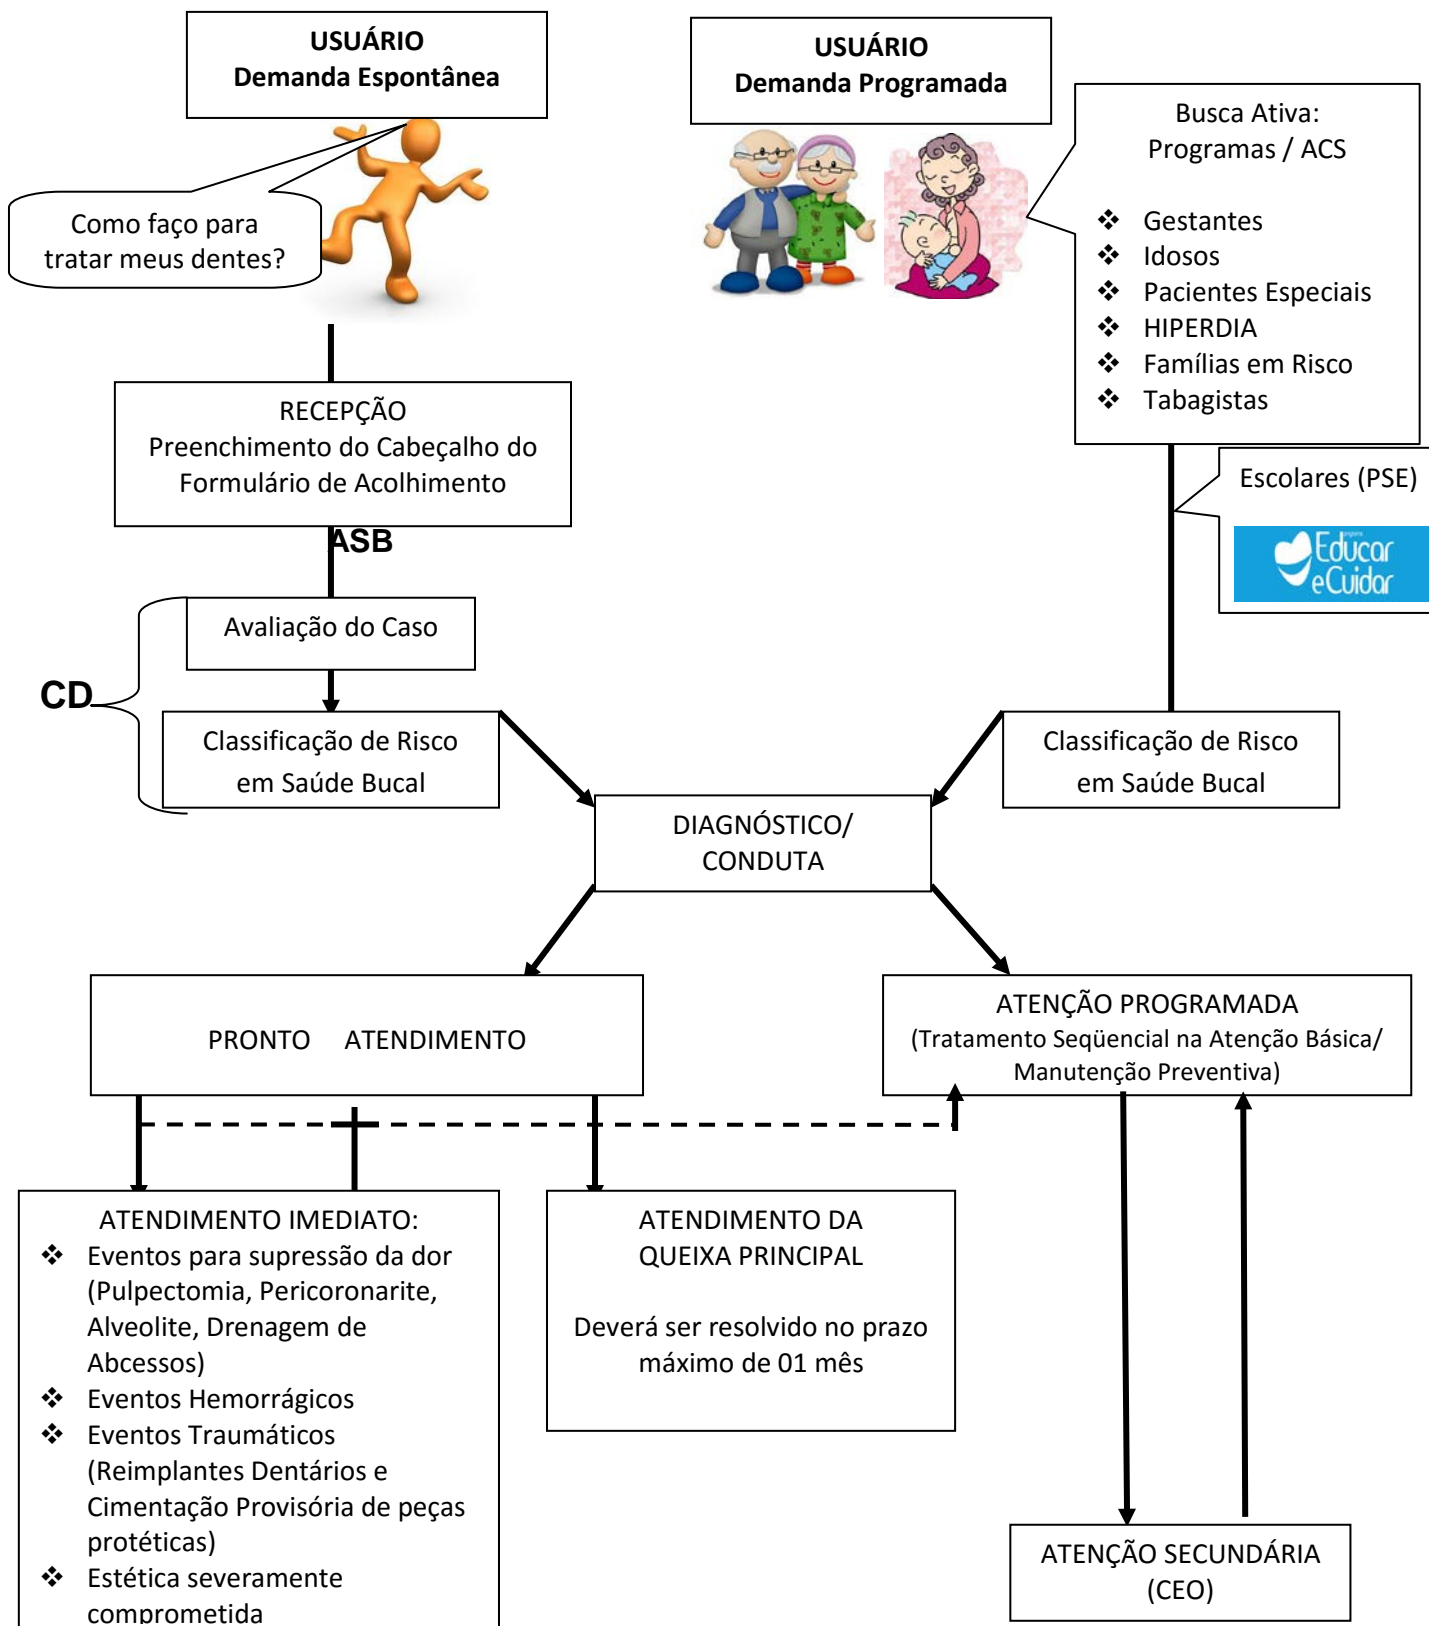 USUÁRIO
Demanda Espontânea
USUÁRIO
Demanda Programada
Busca Ativa:
Programas / ACS
❖ Gestantes
❖ Idosos
❖ Pacientes Especiais
❖ HIPERDIA
❖ Famílias em Risco
❖ Tabagistas
Como faço para
tratar meus dentes?
RECEPÇÃO
Preenchimento do Cabeçalho do
Formulário de Acolhimento
Escolares (PSE)
Educar
eCuidar
ASB
Avaliação do Caso
CD
Classificação de Risco
em Saúde Bucal
Classificação de Risco
em Saúde Bucal
DIAGNÓSTICO/
CONDUTA
PRONTO ATENDIMENTO
ATENÇÃO PROGRAMADA
(Tratamento Seqüencial na Atenção Básica/
Manutenção Preventiva)
ATENDIMENTO IMEDIATO:
❖ Eventos para supressão da dor
(Pulpectomia, Pericoronarite,
Alveolite, Drenagem de
Abcessos)
❖ Eventos Hemorrágicos
❖ Eventos Traumáticos
(Reimplantes Dentários e
Cimentação Provisória de peças
protéticas)
❖ Estética severamente
comprometida
ATENDIMENTO DA
QUEIXA PRINCIPAL
Deverá ser resolvido no prazo
máximo de 01 mês
ATENÇÃO SECUNDÁRIA
(CEO)